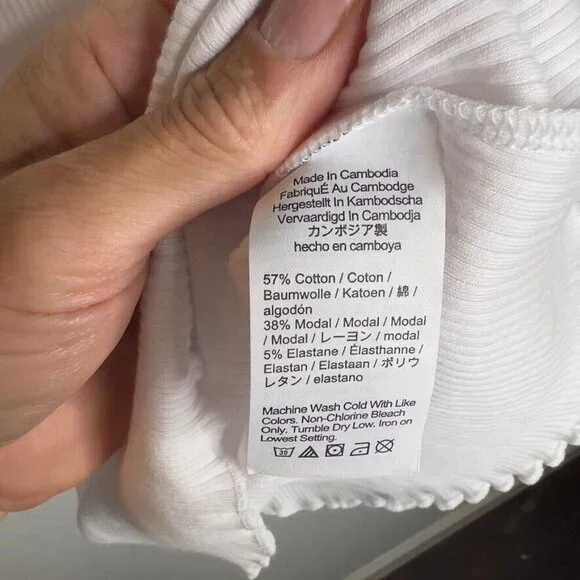 Made In Cambodia
FabriquÉ Au Cambodge
Hergestellt In Kambodscha
Vervaardigd In Cambodja
カンボジア製
hecho en camboya
57% Cotton / Coton /
Baumwolle / Katoen / 綿 /
algodón
38% Modal / Modal / Modal
/ Modal / レーヨン / modal
5% Elastane / Élasthanne /
Elastan / Elastaan / ポリウ
レタン / elastano
Machine Wash Cold With Like
Colors. Non-Chlorine Bleach
Only. Tumble Dry Low. Iron on
Lowest Setting.
30